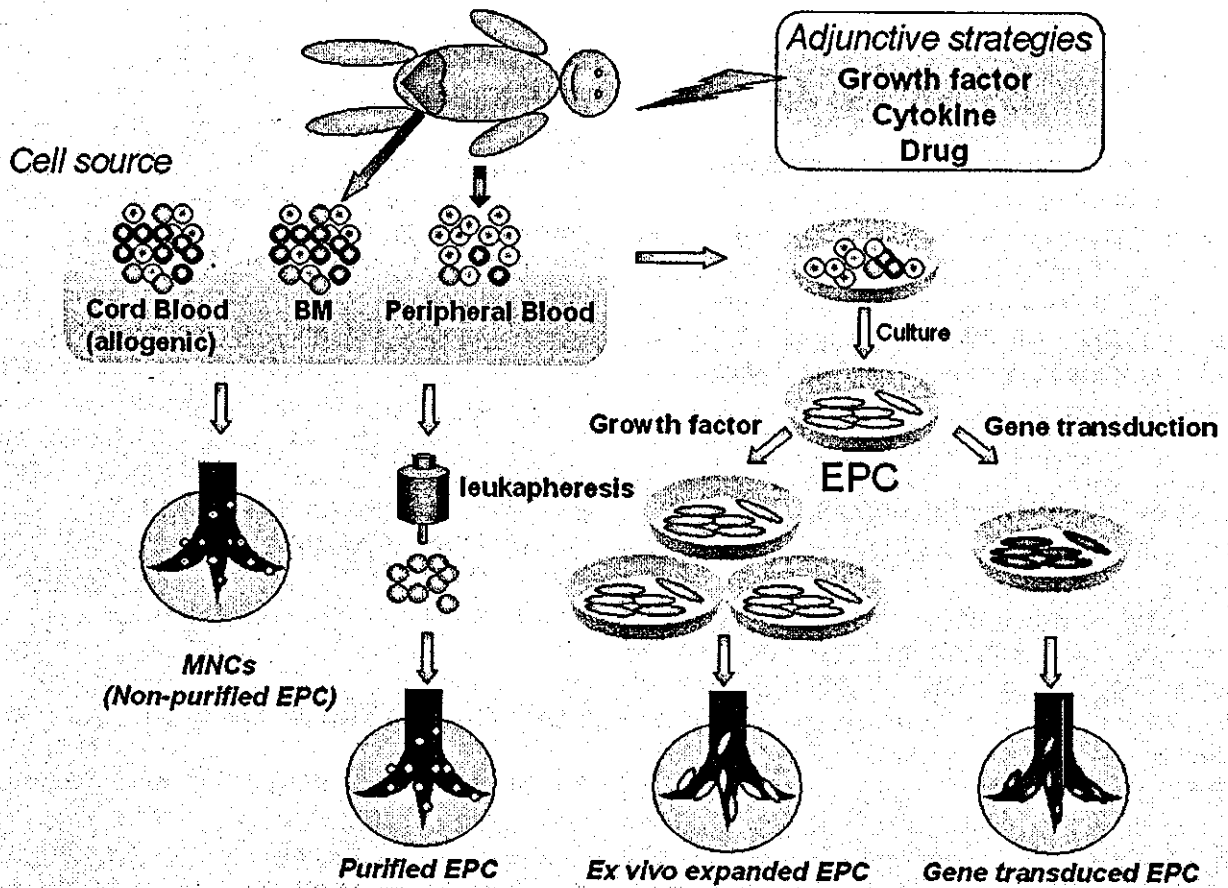 Adjunctive strategies
Growth factor
Cytokine
Drug
Cell source
Cord Blood
(allogenic)
BM
Peripheral Blood
Culture
Growth factor
Gene transduction
EPC
leukapheresis
MNCs
(Non-purified EPC)
Purified EPC
Ex vivo expanded EPC
Gene transduced EPC